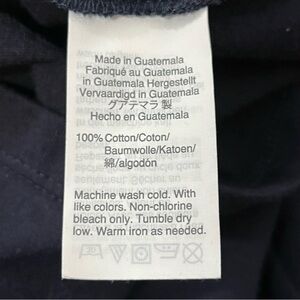 Made in Guatemala
Fabriqué au Guatemala
in Guatemala Hergestellt
Vervaardigd in Guatemala
グアテマラ 製
Hecho en Guatemala
100% Cotton/Coton/
Baumwolle/Katoen/
綿/algodón
Machine wash cold. With
like colors. Non-chlorine
bleach only. Tumble dry
low. Warm iron as needed.